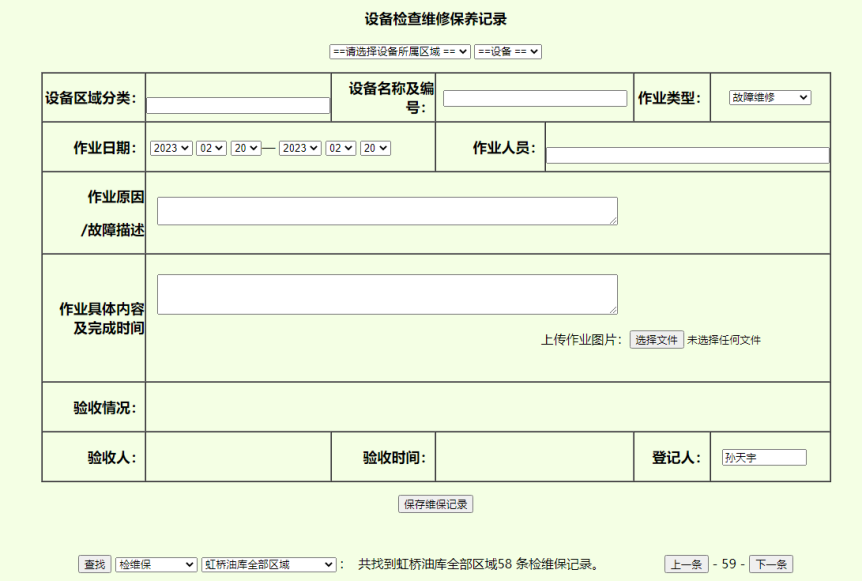 设备检查维修保养记录
==请选择设备所属区域 == ==设备 ==
设备区域分类: 设备名称及编号: 作业类型: 故障维修
作业日期: 2023 02 20 — 2023 02 20 作业人员:
作业原因
/故障描述
作业具体内容
及完成时间
上传作业图片: 选择文件 未选择任何文件
验收情况:
验收人: 验收时间: 登记人: 孙天宇
保存维保记录
查找 检维保 虹桥油库全部区域 : 共找到虹桥油库全部区域58 条检维保记录。 上一条 - 59 - 下一条